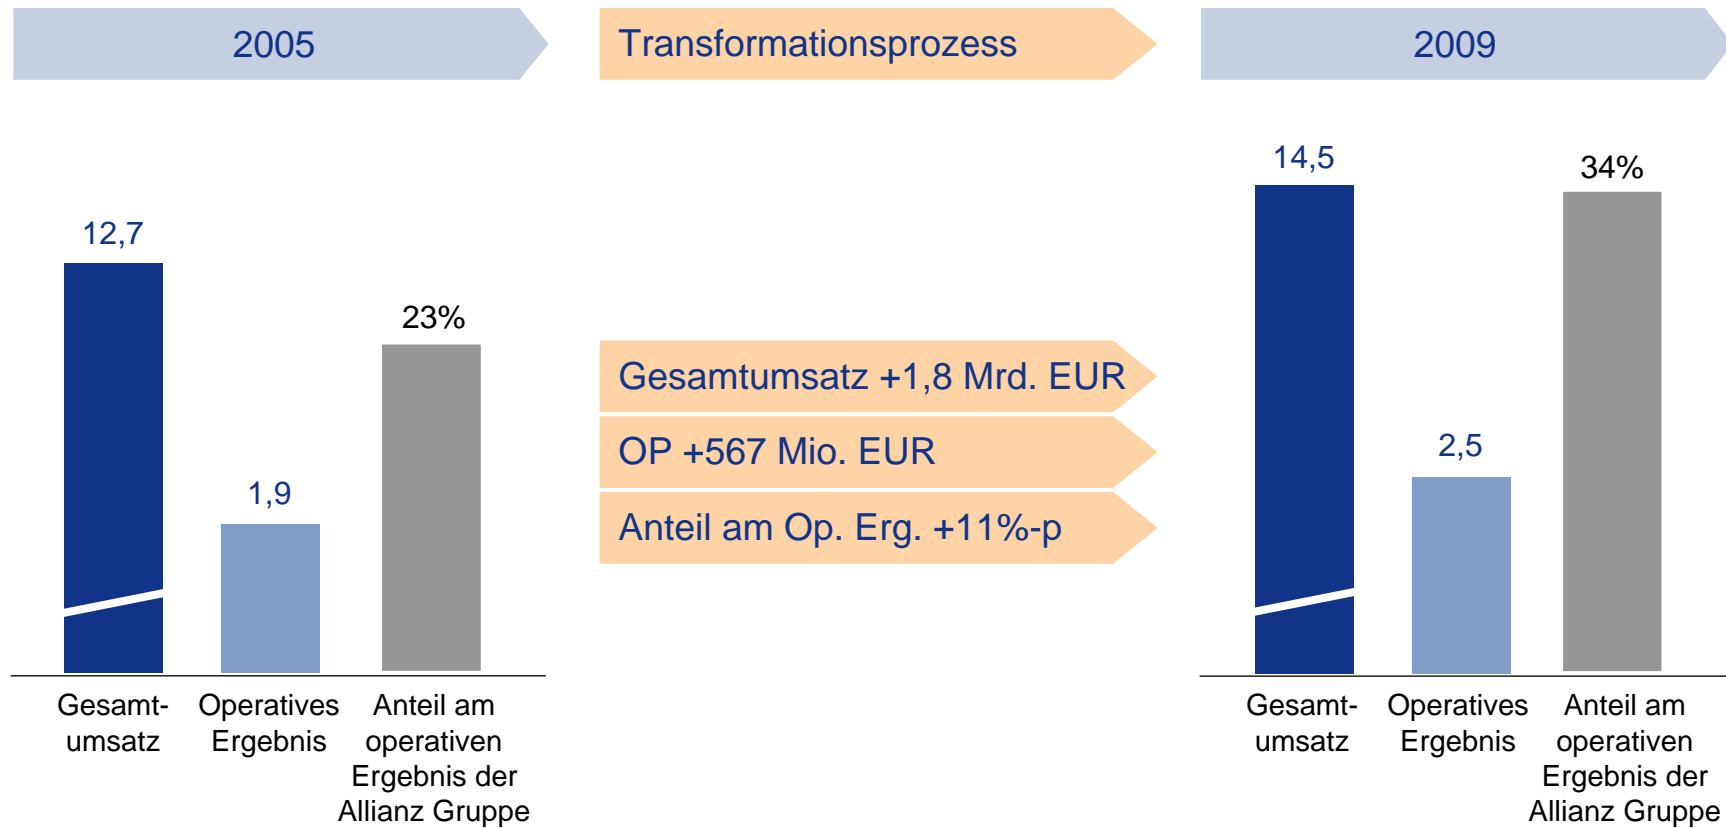 2005
Transformationsprozess
2009
12,7
1,9
23%
Gesamt-
umsatz
Operatives
Ergebnis
Anteil am
operativen
Ergebnis der
Allianz Gruppe
Gesamtumsatz +1,8 Mrd. EUR
OP +567 Mio. EUR
Anteil am Op. Erg. +11%-p
14,5
2,5
34%
Gesamt-
umsatz
Operatives
Ergebnis
Anteil am
operativen
Ergebnis der
Allianz Gruppe